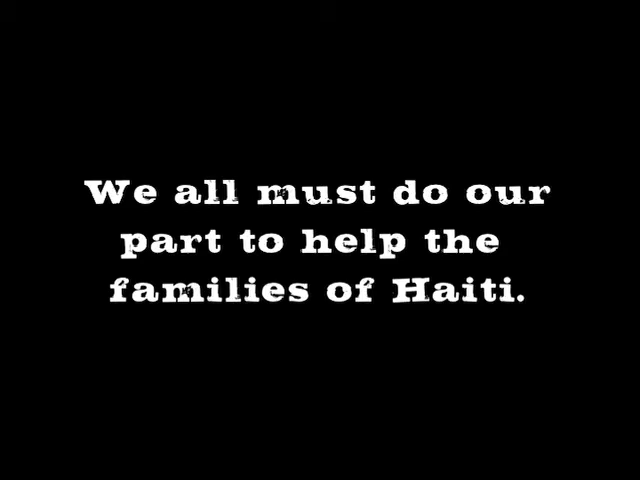 We all must do our
part to help the
families of Haiti.